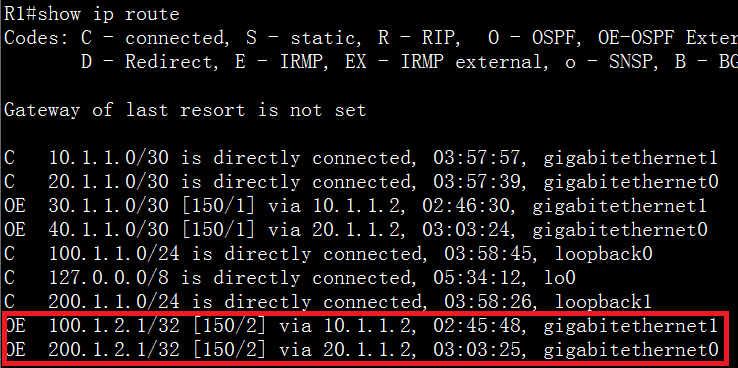 R1#show ip route
Codes: C - connected, S - static, R - RIP, O - OSPF, OE-OSPF Exter
D - Redirect, E - IRMP, EX - IRMP external, o - SNSP, B - BG
Gateway of last resort is not set
C 10.1.1.0/30 is directly connected, 03:57:57, gigabitethernet1
C 20.1.1.0/30 is directly connected, 03:57:39, gigabitethernet0
OE 30.1.1.0/30 [150/1] via 10.1.1.2, 02:46:30, gigabitethernet1
OE 40.1.1.0/30 [150/1] via 20.1.1.2, 03:03:24, gigabitethernet0
C 100.1.1.0/24 is directly connected, 03:58:45, loopback0
C 127.0.0.0/8 is directly connected, 05:34:12, lo0
C 200.1.1.0/24 is directly connected, 03:58:26, loopback1
OE 100.1.2.1/32 [150/2] via 10.1.1.2, 02:45:48, gigabitethernet1
OE 200.1.2.1/32 [150/2] via 20.1.1.2, 03:03:25, gigabitethernet0